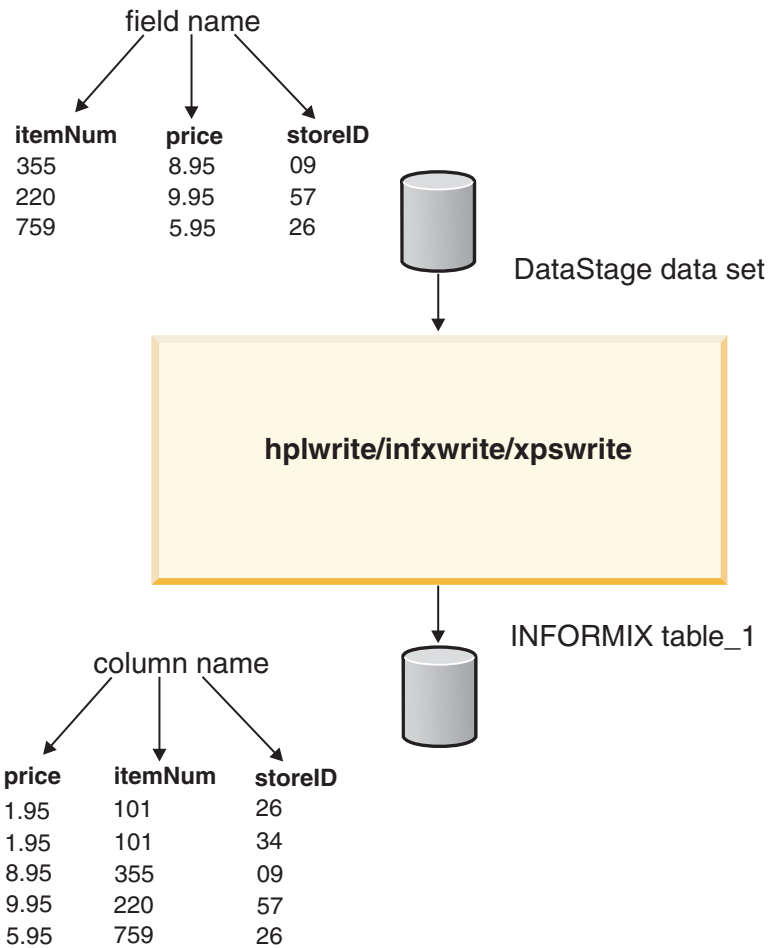 field name
itemNum price storeID
355 8.95 09
220 9.95 57
759 5.95 26
DataStage data set
hplwrite/infxwrite/xpswrite
INFORMIX table_1
column name
price itemNum storeID
1.95 101 26
1.95 101 34
8.95 355 09
9.95 220 57
5.95 759 26